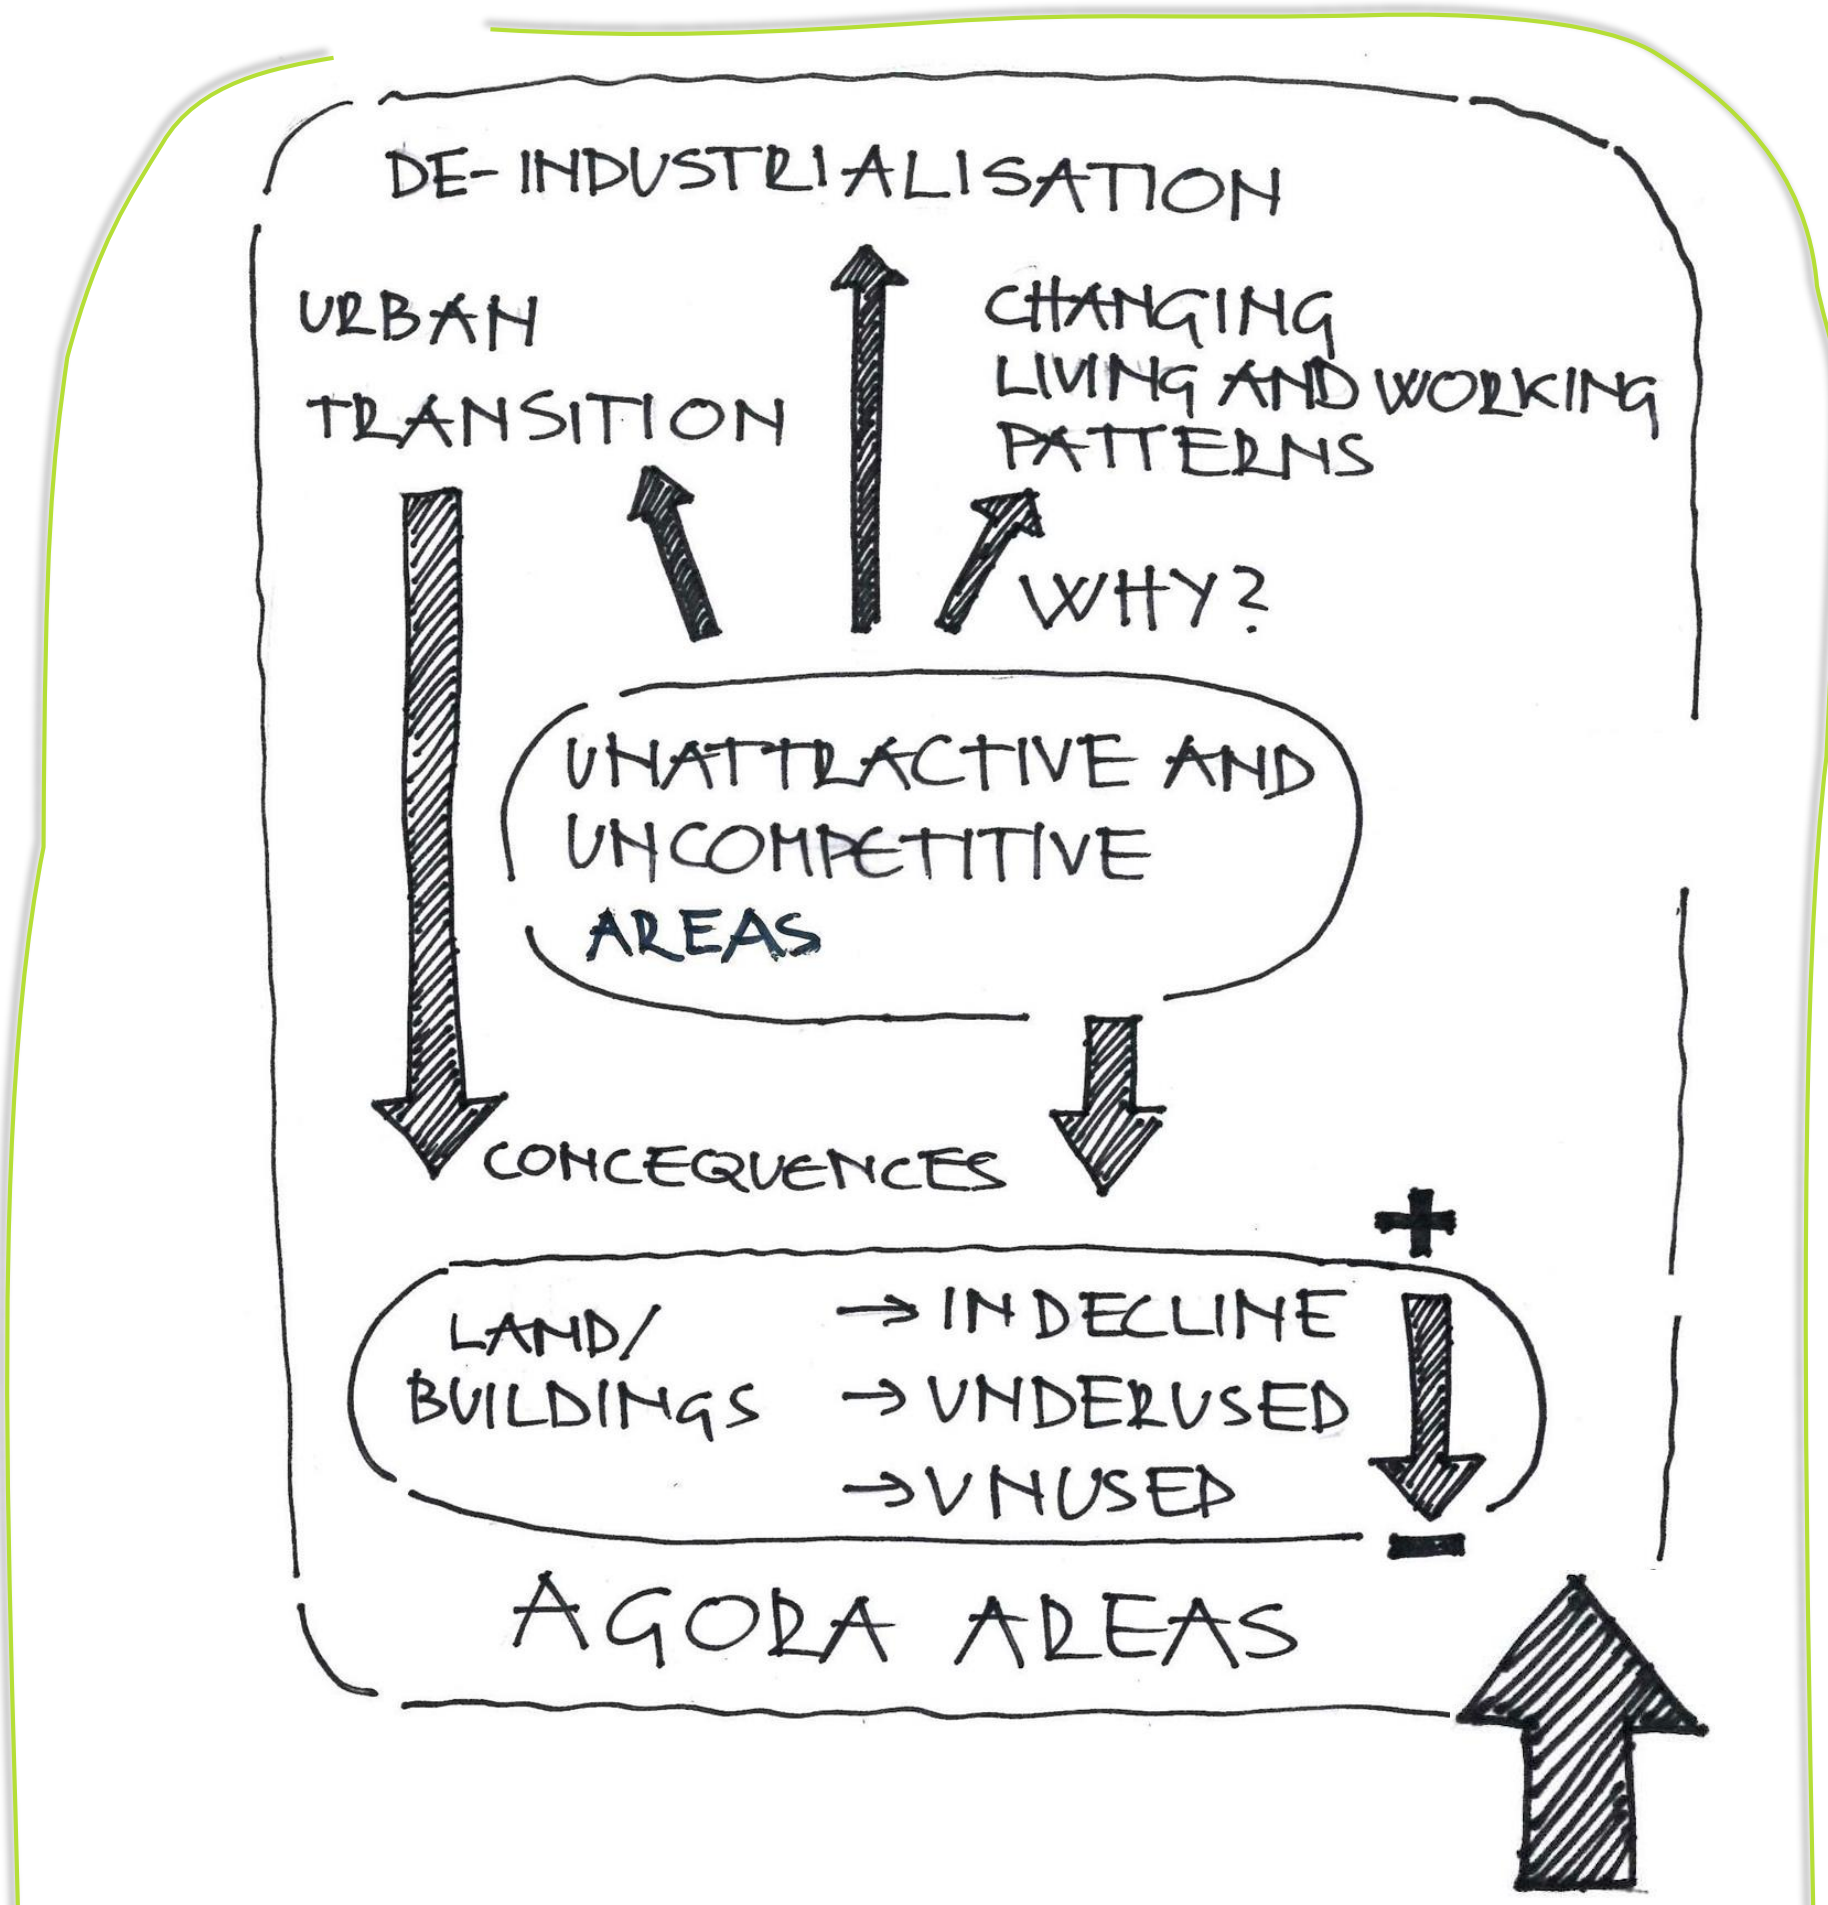 DE-INDUSTRIALISATION
URBAN
TRANSITION
CHANGING
LIVING AND WORKING
PATTERNS
WHY?
UNATTRACTIVE AND
UNCOMPETITIVE
AREAS
CONCEQUENCES
+
LAND/
BUILDINGS
→ IN DECLINE
→ UNDERUSED
→ UNUSED
–
AGORA AREAS